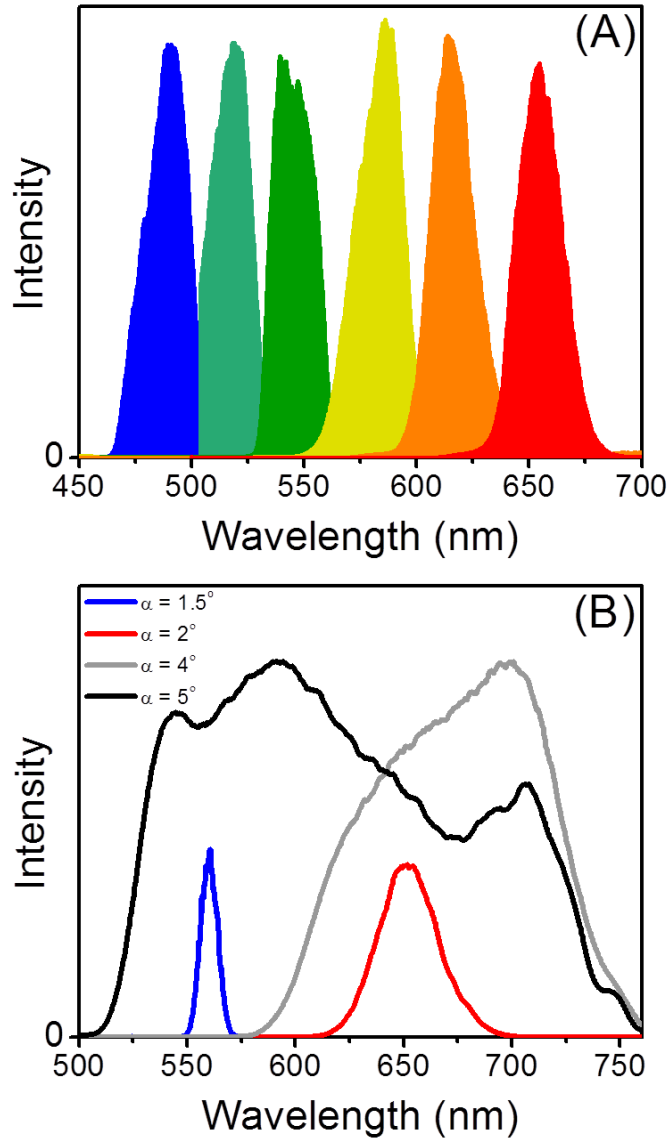 (A)
Intensity
0
450 500 550 600 650 700
Wavelength (nm)
(B)
α = 1.5°
α = 2°
α = 4°
α = 5°
Intensity
0
500 550 600 650 700 750
Wavelength (nm)